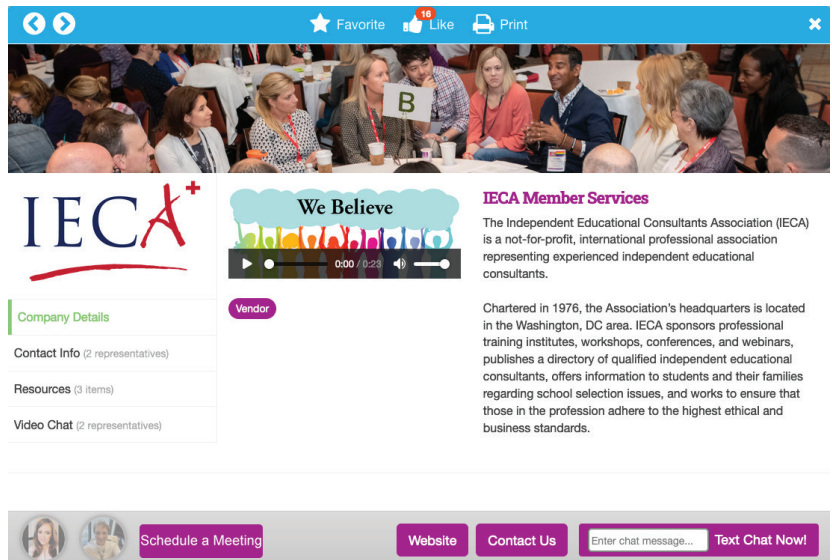 Favorite
16
Like
Print
B
IECA+
We Believe
0:00 / 0:23
Vendor
Company Details
Contact Info (2 representatives)
Resources (3 items)
Video Chat (2 representatives)
IECA Member Services
The Independent Educational Consultants Association (IECA)
is a not-for-profit, international professional association
representing experienced independent educational
consultants.
Chartered in 1976, the Association's headquarters is located
in the Washington, DC area. IECA sponsors professional
training institutes, workshops, conferences, and webinars,
publishes a directory of qualified independent educational
consultants, offers information to students and their families
regarding school selection issues, and works to ensure that
those in the profession adhere to the highest ethical and
business standards.
Schedule a Meeting
Website
Contact Us
Enter chat message...
Text Chat Now!